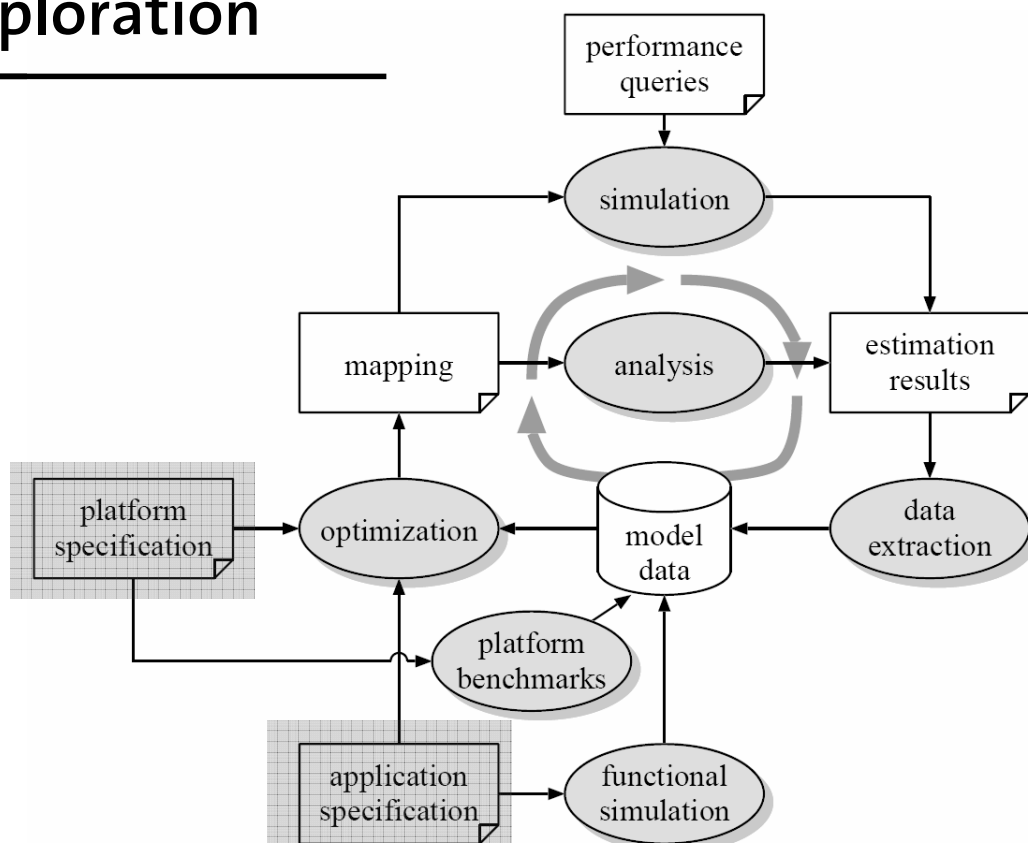 ploration
performance
queries
simulation
mapping
analysis
estimation
results
platform
specification
optimization
model
data
data
extraction
platform
benchmarks
application
specification
functional
simulation